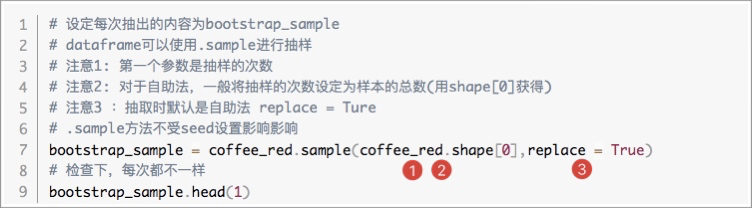 1 # 设定每次抽出的内容为bootstrap_sample
2 # dataframe可以使用.sample进行抽样
3 # 注意1: 第一个参数是抽样的次数
4 # 注意2: 对于自助法，一般将抽样的次数设定为样本的总数(用shape[0]获得)
5 # 注意3 ：抽取时默认是自助法 replace = Ture
6 # .sample方法不受seed设置影响影响
7 bootstrap_sample = coffee_red.sample(coffee_red.shape[0],replace = True)
1 2 3
8 # 检查下，每次都不一样
9 bootstrap_sample.head(1)